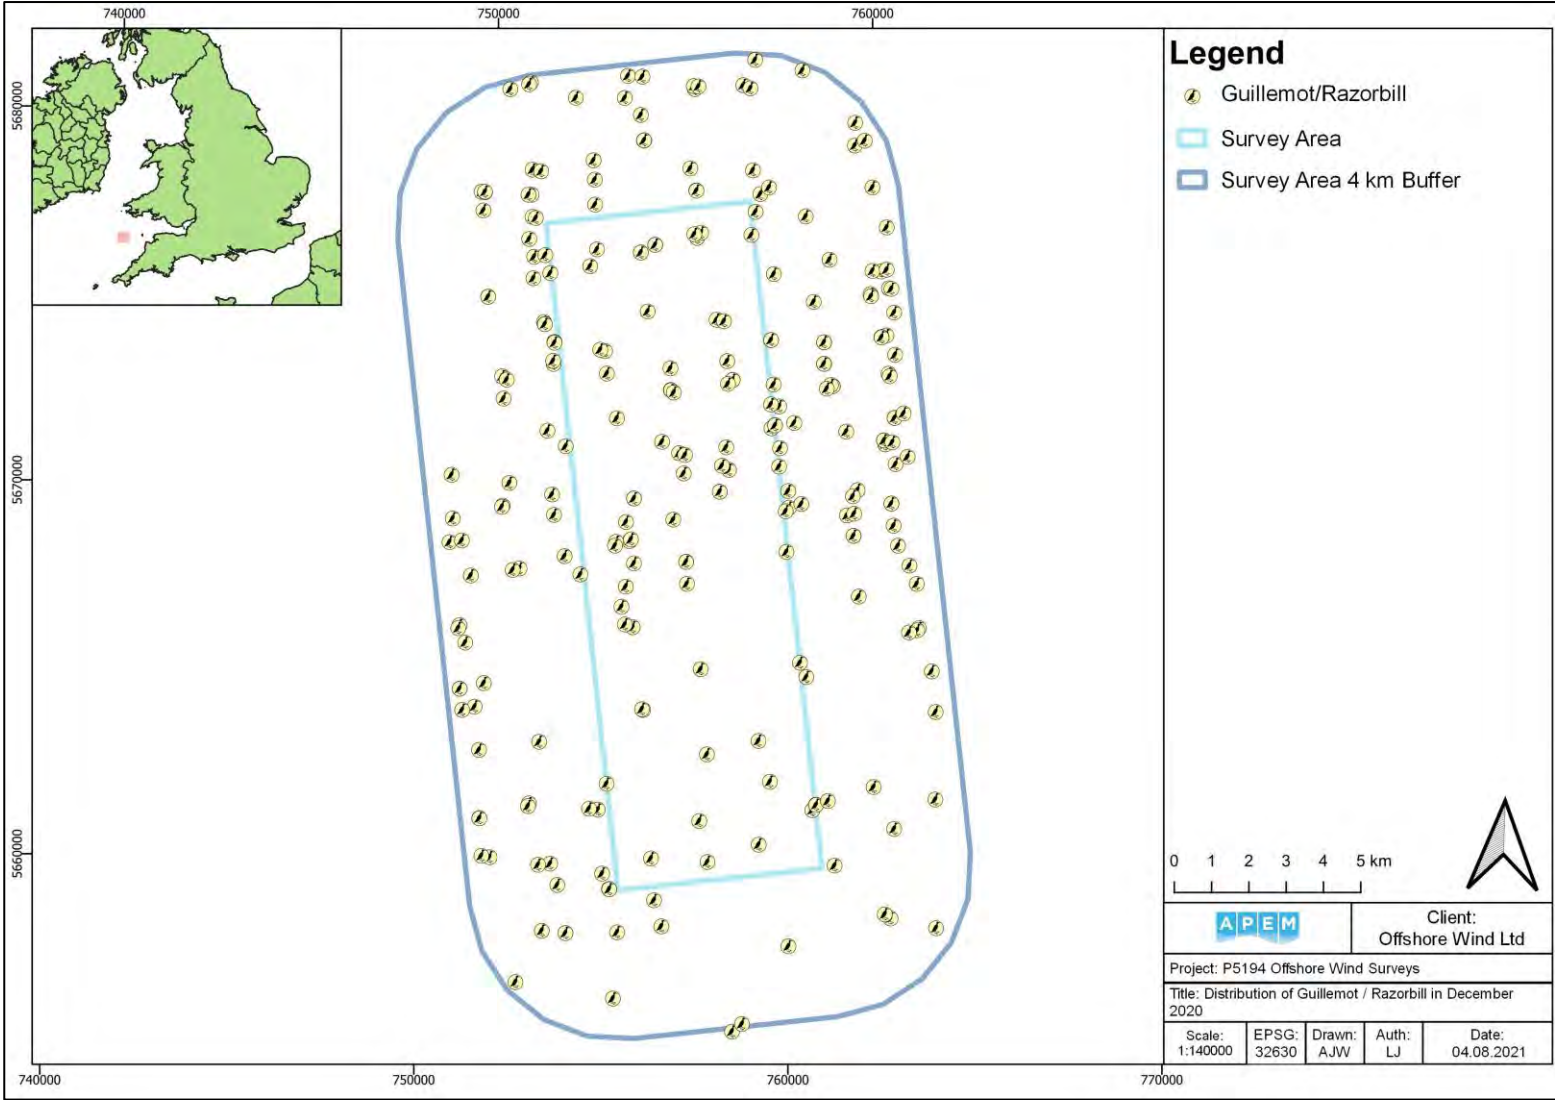 740000
750000
760000
5680000
5670000
5660000
740000
750000
760000
770000
Legend
Guillemot/Razorbill
Survey Area
Survey Area 4 km Buffer
0 1 2 3 4 5 km
APEM
Client:
Offshore Wind Ltd
Project: P5194 Offshore Wind Surveys
Title: Distribution of Guillemot / Razorbill in December
2020
Scale:
1:140000
EPSG:
32630
Drawn:
AJW
Auth:
LJ
Date:
04.08.2021